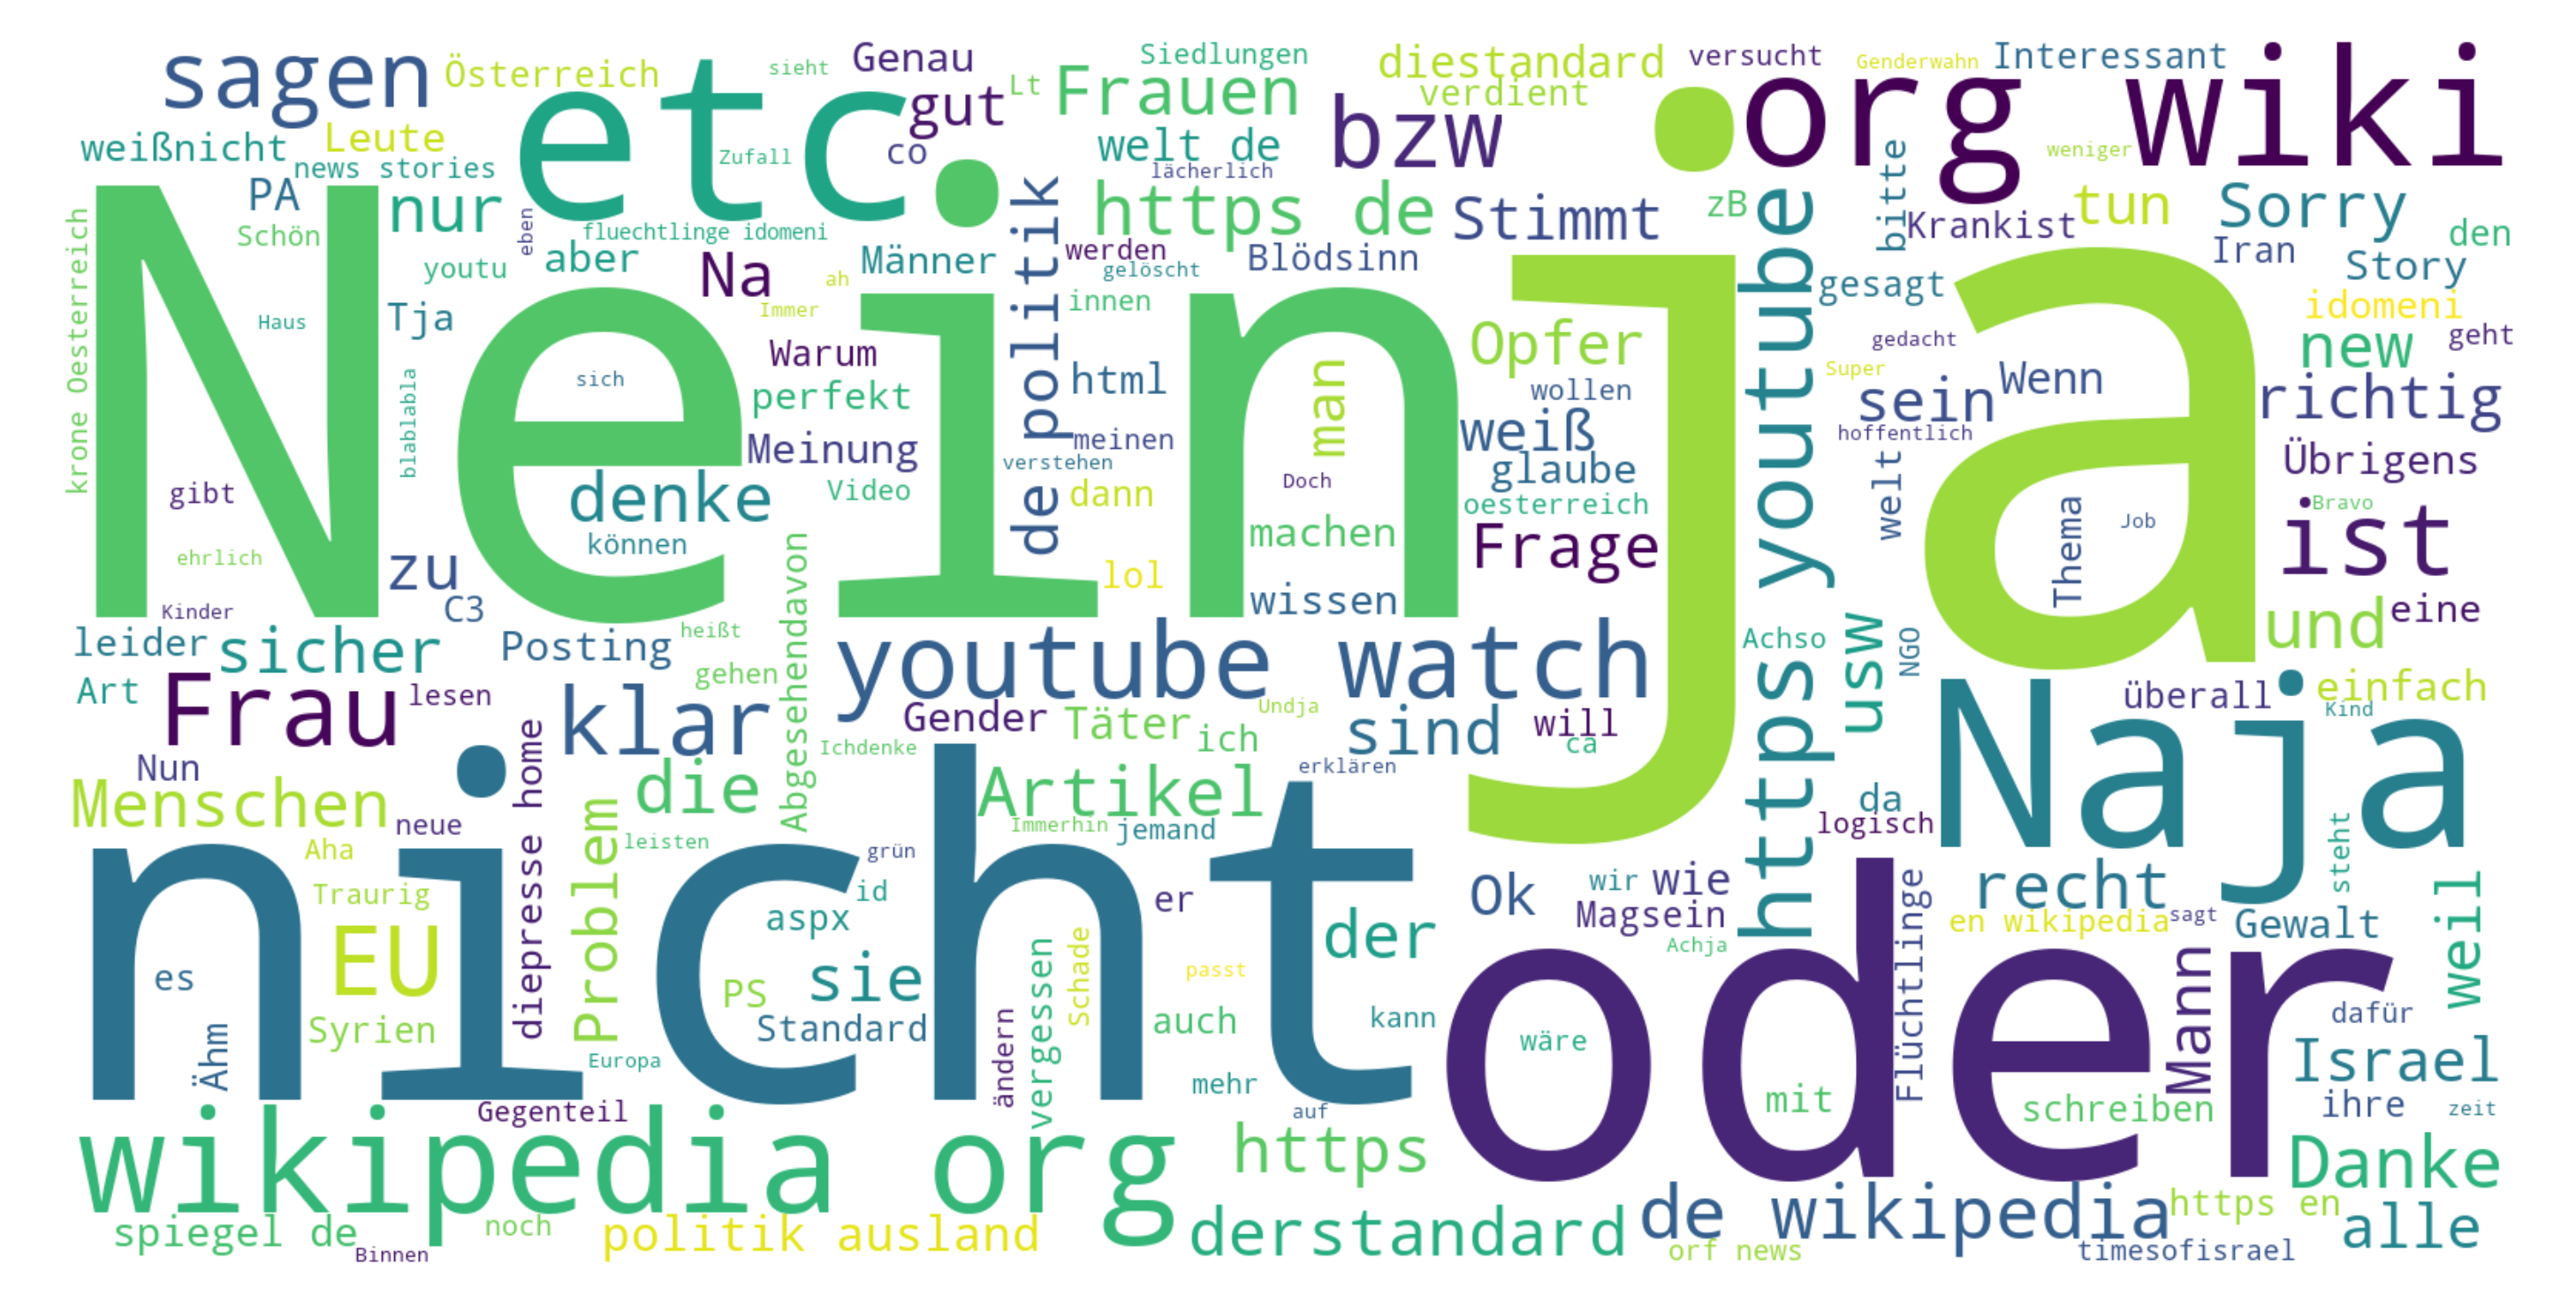 sagen
Österreich
etc
sieht
Genau
gut
Lt
Siedlungen
Frauen
diestandard
verdient
versucht
Genderwahn
Interessant
org wiki
weißnicht
Leute
news stories
Zufall
co
welt de
lächerlich
bzw
bitte
weniger
PA
nur
Schön
eben
fluechtlinge idomeni
https de
Stimmt
zB
Krankist
tun
Sorry
den
krone Oesterreich
Nein
youtu
aber
Na
ah
Männer
de politik
werden
gelöscht
Blödsinn
youtube
gesagt
Iran
Story
Haus
Tja
Immer
innen
Ja
idomeni
blablabla
sich
Warum
perfekt
html
man
Opfer
wollen
gedacht
Super
new
geht
sein
Wenn
richtig
Meinung
meinen
weiß
hoffentlich
gibt
denke
Video
verstehen
dann
Doch
glaube
oesterreich
welt
Übrigens
Thema
Job
Bravo
ist
ehrlich
können
Abgesehendavon
machen
Frage
zu
C3
lol
wissen
Kinder
leider
sicher
Posting
heißt
gehen
youtube watch
Achso
usw
NGO
und
eine
Art
Frau
lesen
klar
Gender
Täter
ich
Undja
sind
will
ca
https
Naja
überall
einfach
Kind
Nun
diepresse home
Ichdenke
erklären
Menschen
neue
Problem
die
Artikel
da
logisch
nicht
Aha
leisten
Immerhin
jemand
grün
steht
Traurig
id
er
Ok
wir
wie
recht
weil
EU
aspx
der
Magsein
Achja
Flüchtlinge
en wikipedia
sagt
Gewalt
es
PS
sie
vergessen
Schade
passt
oder
Mann
Ähm
Syrien
Standard
ändern
auch
kann
wäre
dafür
Israel
Europa
mehr
mit
schreiben
ihre
zeit
Gegenteil
auf
wikipedia org
https
Danke
spiegel de
Binnen
noch
politik ausland
derstandard
de wikipedia
orf news
https en
timesofisrael
alle